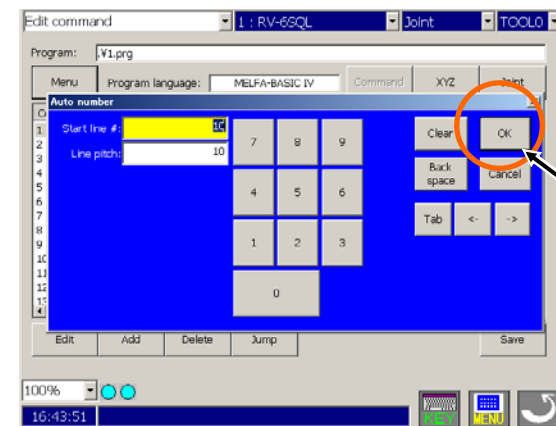 Edit command 1 : RV-6SQL Joint TOOL0
Program: .¥1.prg
Menu Program language: MELFA-BASIC IV Command XYZ Joint
Auto number
Start line #: 10
Line pitch: 10
7 8 9
4 5 6
1 2 3
0
Clear OK
Back space Cancel
Tab <- ->
1
2
3
4
5
6
7
8
9
10
11
12
13
Edit Add Delete Jump Save
100%
16:43:51 KEY MENU